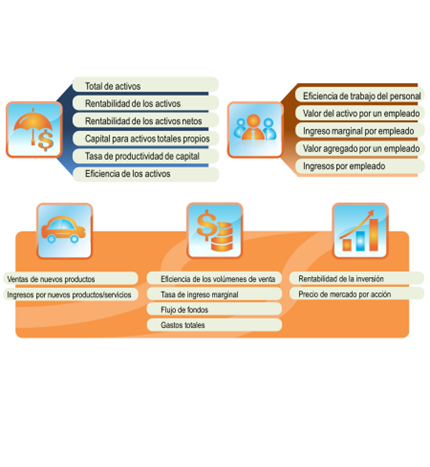 Total de activos
Rentabilidad de los activos
Rentabilidad de los activos netos
Capital para activos totales propios
Tasa de productividad de capital
Eficiencia de los activos
Eficiencia de trabajo del personal
Valor del activo por un empleado
Ingreso marginal por empleado
Valor agregado por un empleado
Ingresos por empleado
Ventas de nuevos productos
Ingresos por nuevos productos/servicios
Eficiencia de los volúmenes de venta
Tasa de ingreso marginal
Flujo de fondos
Gastos totales
Rentabilidad de la inversión
Precio de mercado por acción